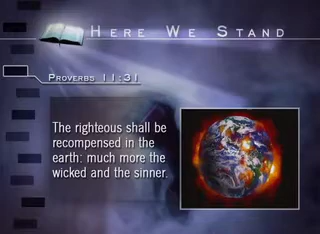 Here We Stand
Proverbs 11:31
The righteous shall be
recompensed in the
earth: much more the
wicked and the sinner.